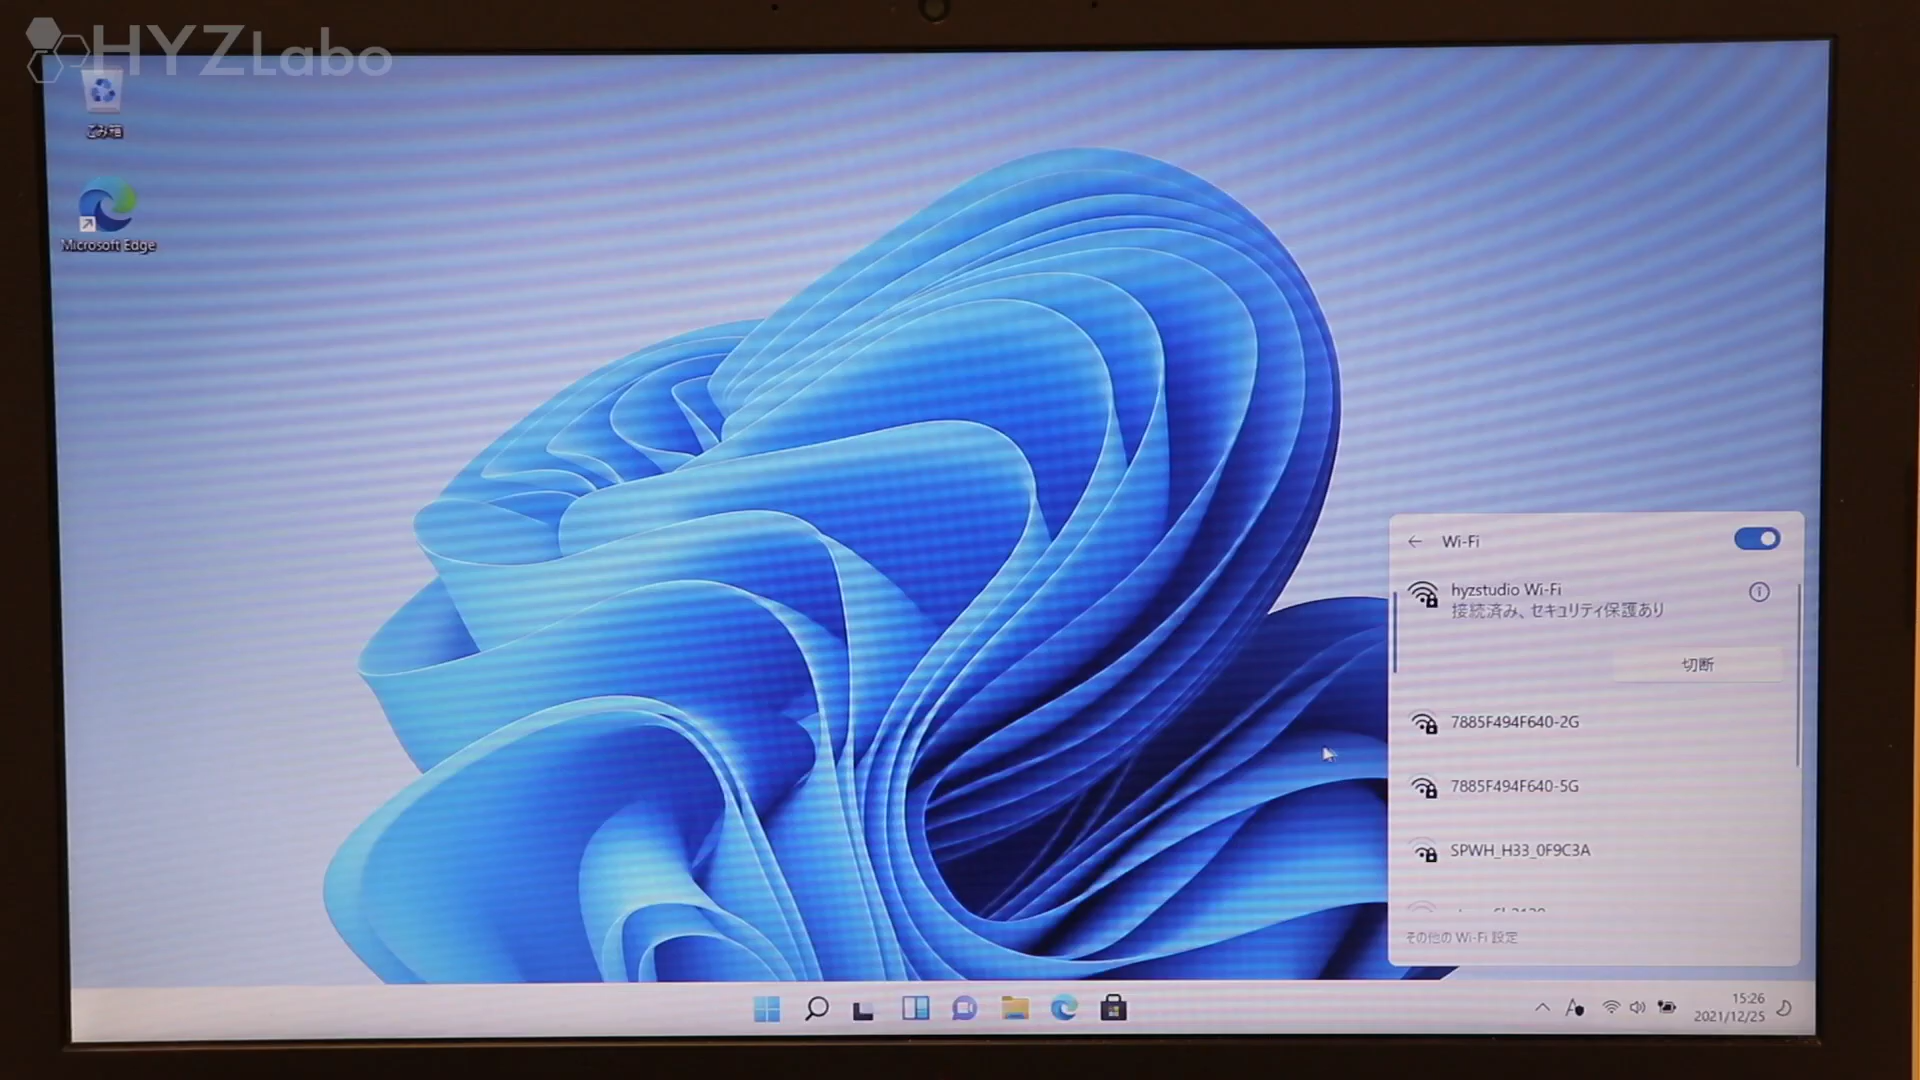 HYZLabo
ごみ箱
Microsoft Edge
Wi-Fi
hyzstudio Wi-Fi
接続済み、セキュリティ保護あり
切断
7885F494F640-2G
7885F494F640-5G
SPWH_H33_0F9C3A
その他の Wi-Fi 設定
15:26
2021/12/25